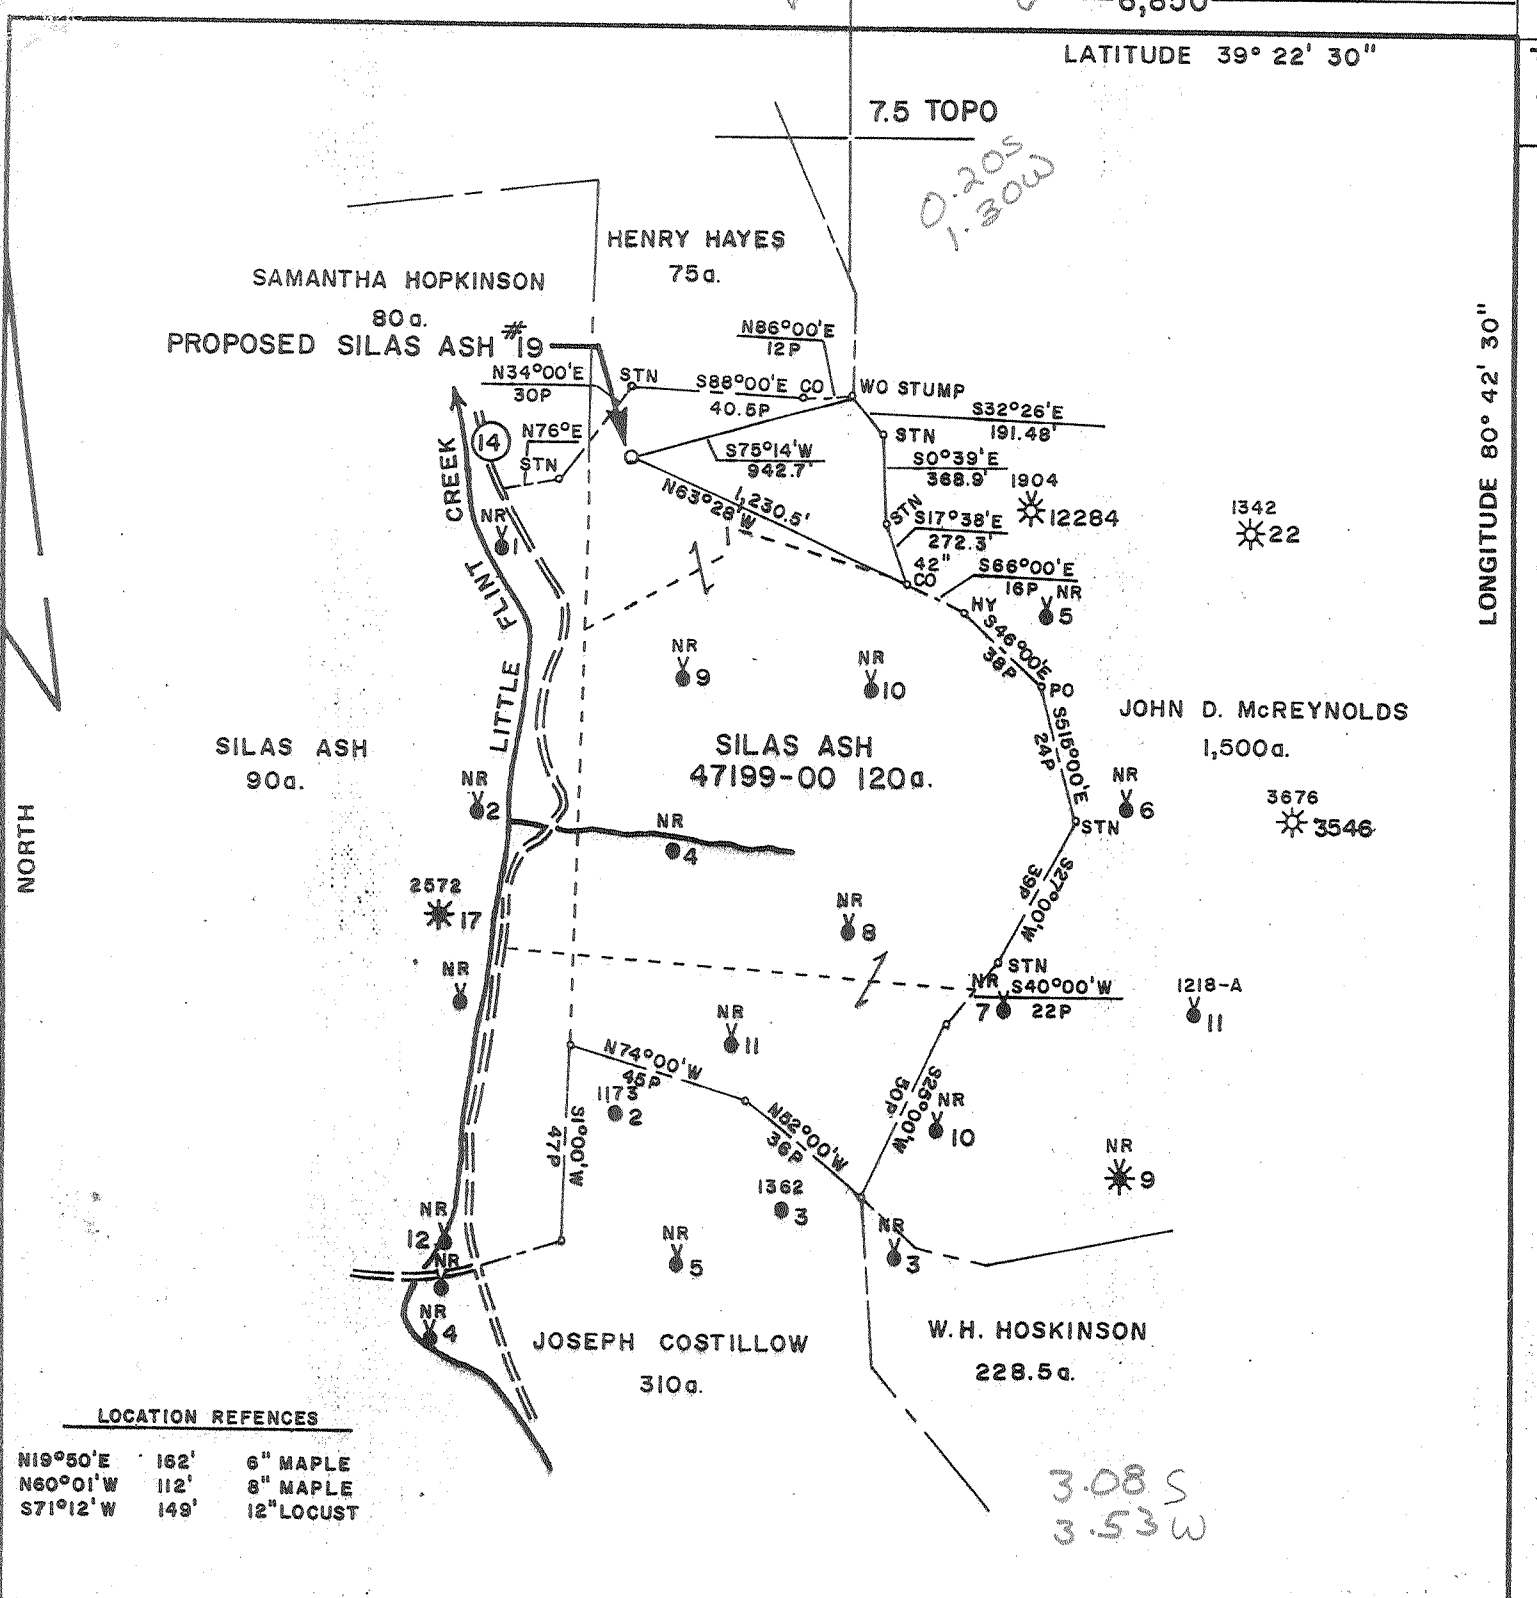 6,850
LATITUDE 39° 22' 30"
7.5 TOPO
0.20S
1.30W
HENRY HAYES
75a.
SAMANTHA HOPKINSON
80a.
PROPOSED SILAS ASH #19
N86°00'E
12P
N34°00'E
30P
STN
S88°00'E CO
40.5P
WO STUMP
S32°26'E
191.48'
LONGITUDE 80° 42' 30"
14
N76°E
STN
S75°14'W
942.7'
STN
S0°39'E
368.9'
1904
12284
1342
22
CREEK
NR
1
N63°28'W
1,230.5'
STN
S17°38'E
272.3'
42"
CO
S66°00'E
16P
NR
5
FLINT
HY
S46°00'E
38P
NR
9
NR
10
PO
LITTLE
JOHN D. McREYNOLDS
1,500a.
SILAS ASH
90a.
SILAS ASH
47199-00 120a.
S515°00'E
24P
NR
2
NR
6
3676
3546
STN
NORTH
NR
4
2572
17
S27°00'W
39P
NR
8
STN
NR
NR
7
S40°00'W
22P
1218-A
11
NR
11
N74°00'W
45P
1173
2
S1°00'W
47P
S25°00'W
50P
NR
10
N52°00'W
36P
NR
9
1362
3
NR
12
NR
5
NR
3
NR
NR
4
JOSEPH COSTILLOW
310a.
W.H. HOSKINSON
228.5a.
LOCATION REFENCES
N19°50'E 162' 6" MAPLE
N60°01'W 112' 8" MAPLE
S71°12'W 149' 12" LOCUST
3.08 S
3.53 W